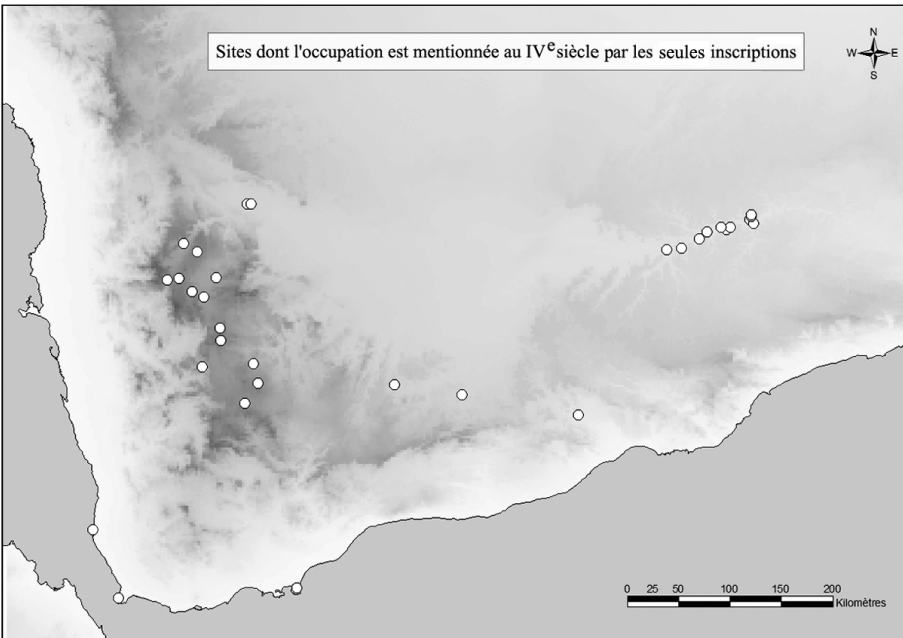 Sites dont l'occupation est mentionnée au IVe siècle par les seules inscriptions
N
W E
S
0 25 50 100 150 200
Kilomètres